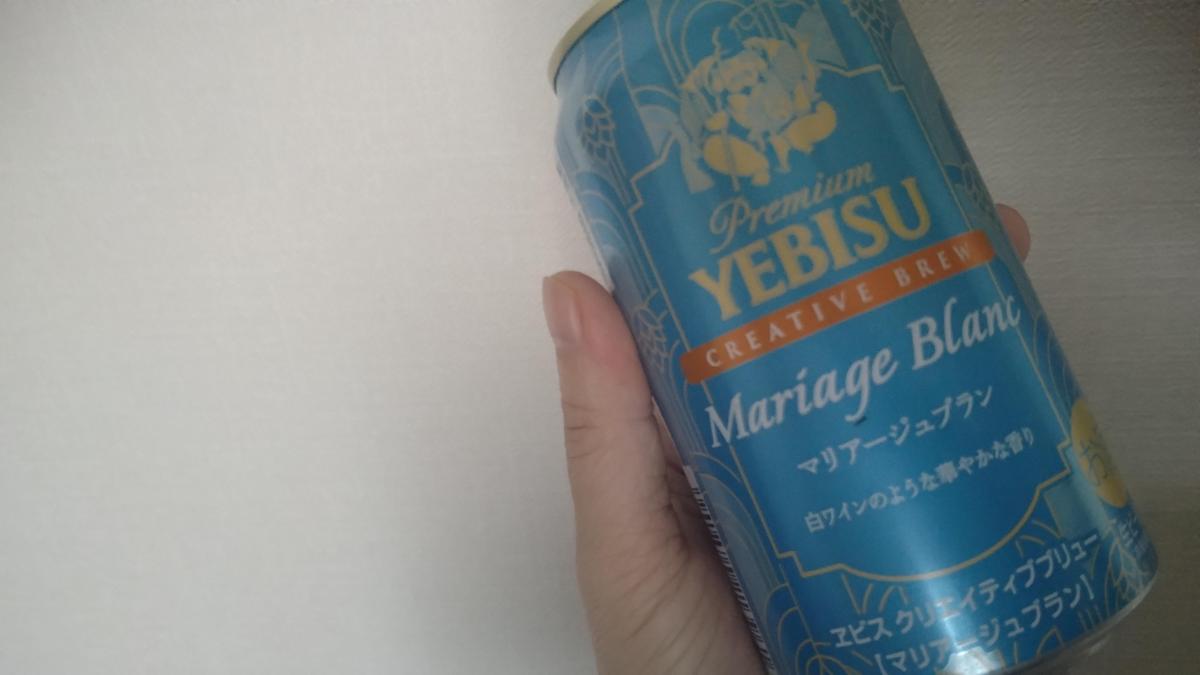 Premium
YEBISU
CREATIVE BREW
Mariage Blanc
マリアージュブラン
白ワインのような華やかな香り
ヱビス クリエイティブブリュー
[マリアージュブラン]